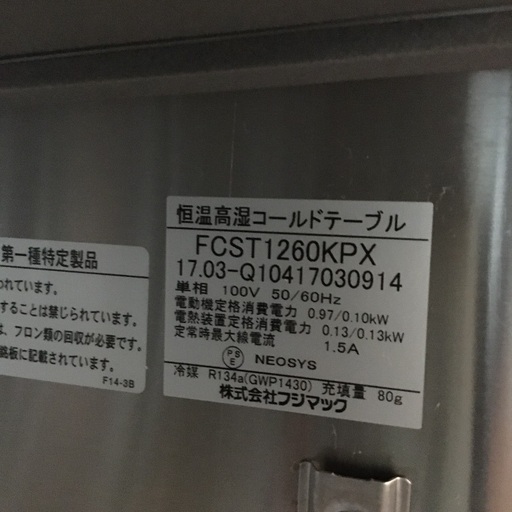 第一種特定製品
われています。
することは禁じられています。
は、フロン類の回収が必要です。
銘板に記載されています。
F14-3B
恒温高湿コールドテーブル
FCST1260KPX
17.03-Q10417030914
単相 100V 50/60Hz
電動機定格消費電力 0.97/0.10kW
電熱装置定格消費電力 0.13/0.13kW
定常時最大線電流 1.5A
PSE NEOSYS
冷媒 R134a(GWP1430) 充填量 80g
株式会社フジマック